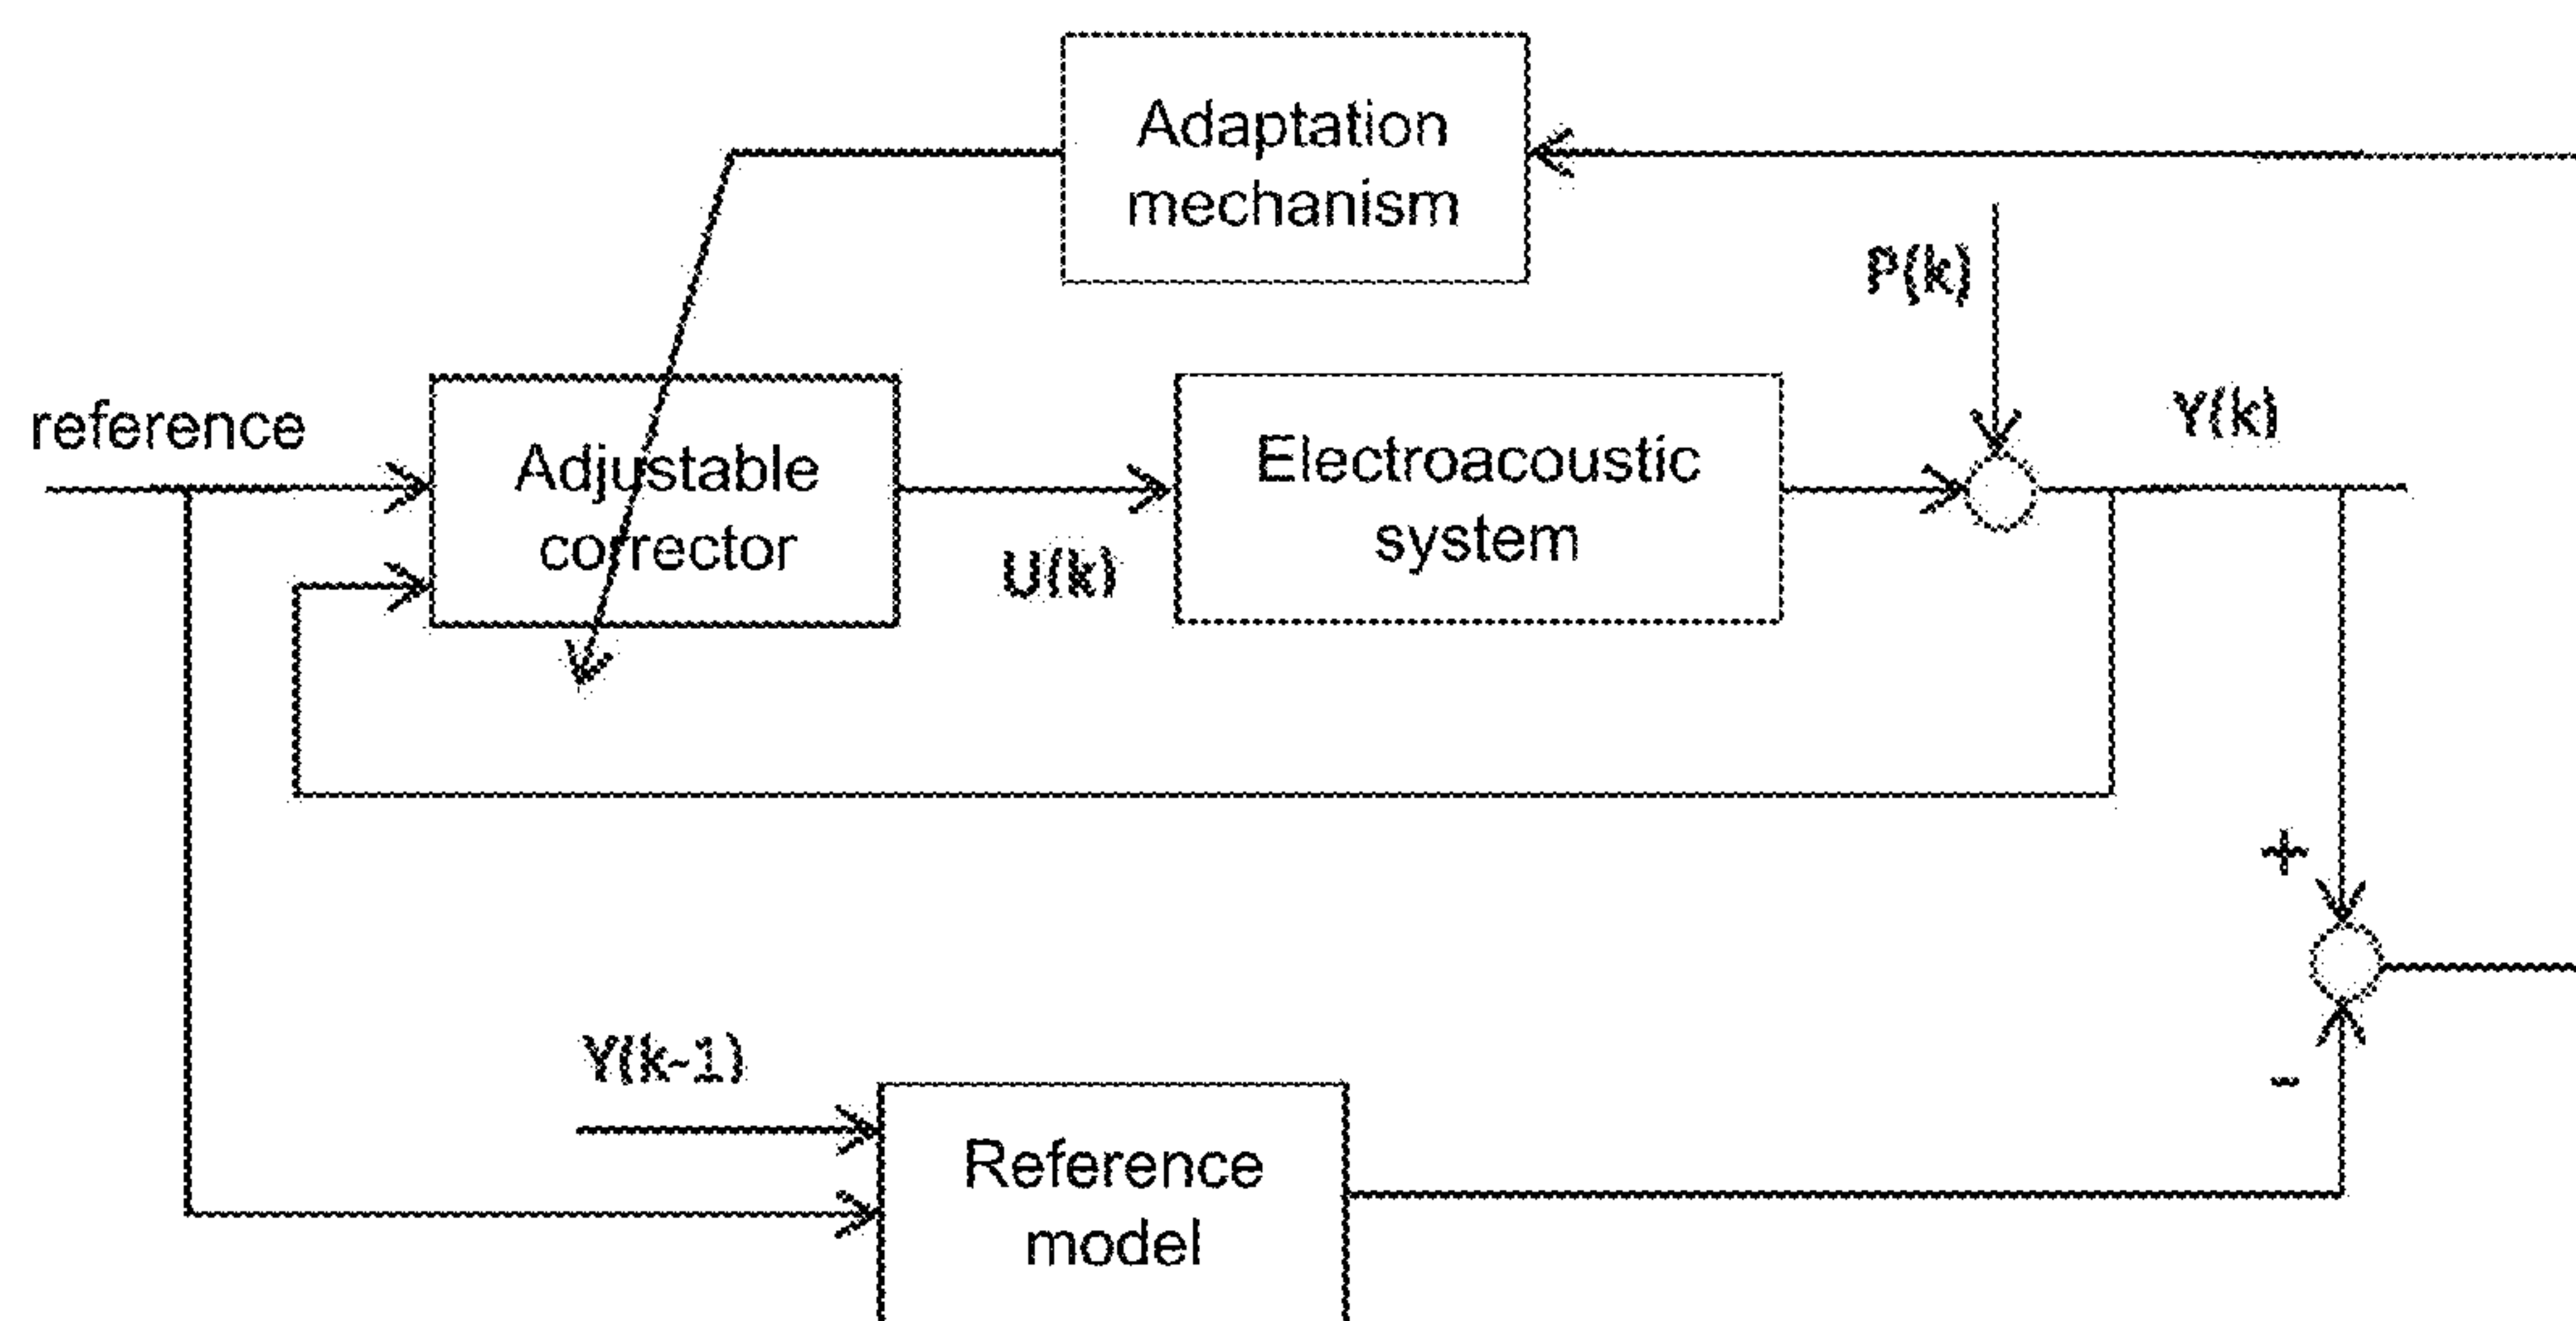 Adaptation
mechanism
P(k)
reference
Adjustable
corrector
U(k)
Electroacoustic
system
Y(k)
+
-
Y(k-1)
Reference
model